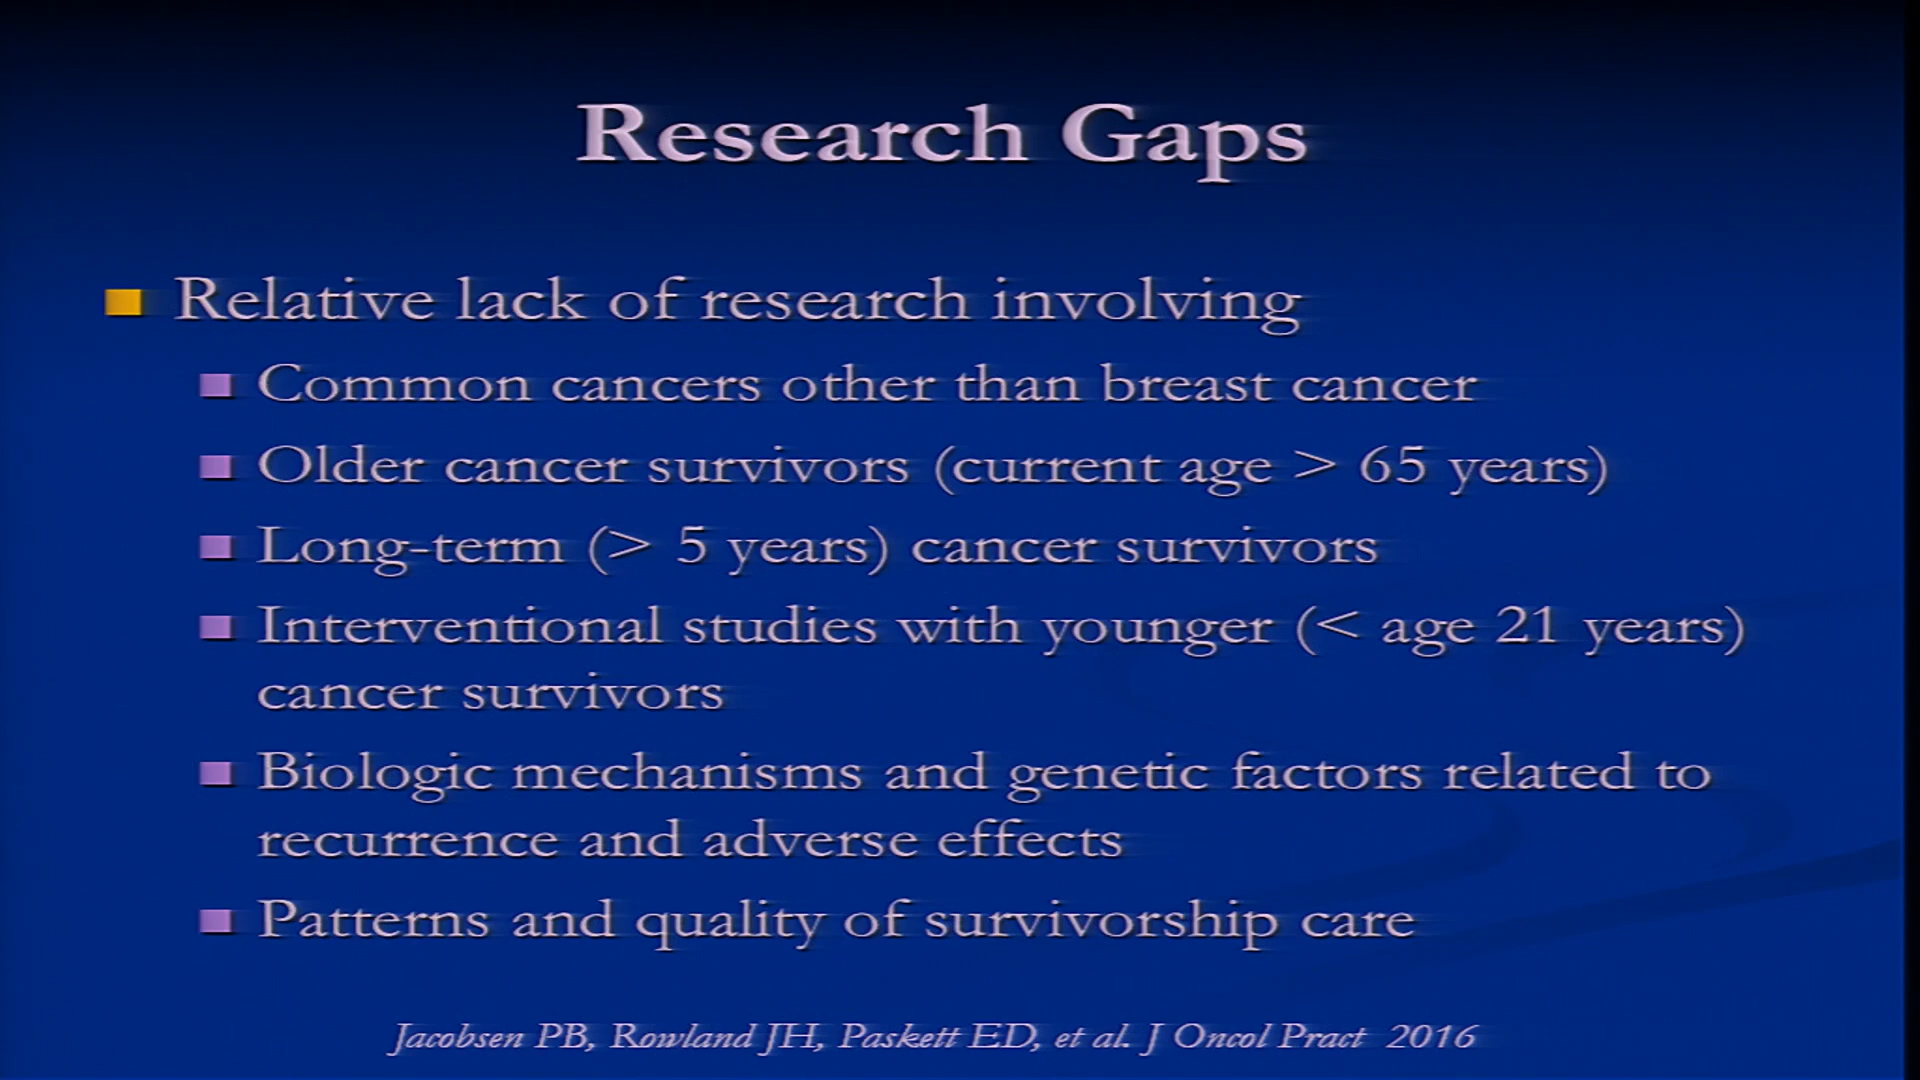 Research Gaps
Relative lack of research involving
Common cancers other than breast cancer
Older cancer survivors (current age > 65 years)
Long-term (> 5 years) cancer survivors
Interventional studies with younger (< age 21 years)
cancer survivors
Biologic mechanisms and genetic factors related to
recurrence and adverse effects
Patterns and quality of survivorship care
Jacobsen PB, Rowland JH, Paskett ED, et al. J Oncol Pract 2016